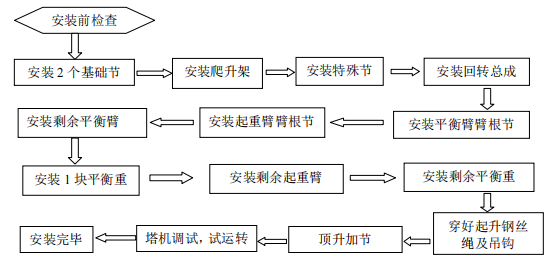 安装前检查
安装 2 个基础节
安装爬升架
安装特殊节
安装回转总成
安装剩余平衡臂
安装起重臂臂根节
安装平衡臂臂根节
安装 1 块平衡重
安装剩余起重臂
安装剩余平衡重
安装完毕
塔机调试，试运转
顶升加节
穿好起升钢丝
绳及吊钩